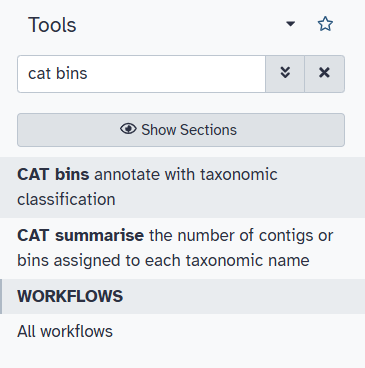 Tools
cat bins
Show Sections
CAT bins annotate with taxonomic
classification
CAT summarise the number of contigs or
bins assigned to each taxonomic name
WORKFLOWS
All workflows